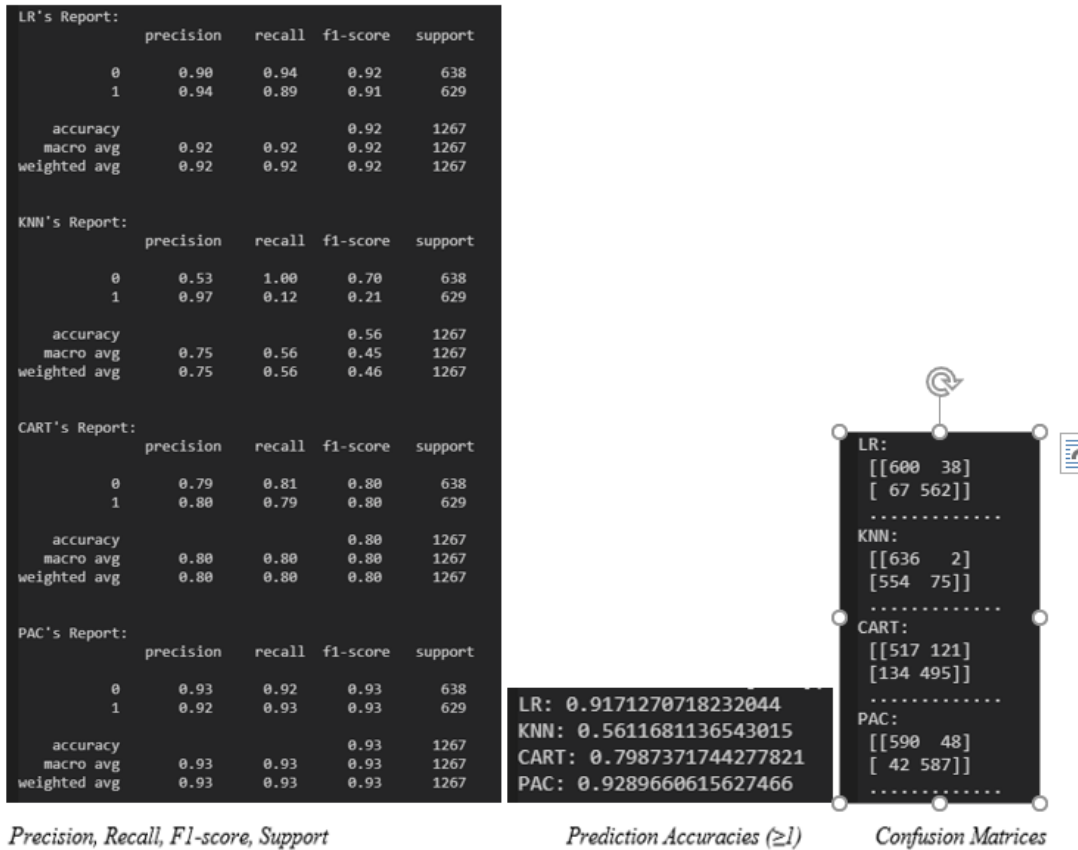 LR's Report:
precision recall f1-score support
0 0.90 0.94 0.92 638
1 0.94 0.89 0.91 629
accuracy 0.92 1267
macro avg 0.92 0.92 0.92 1267
weighted avg 0.92 0.92 0.92 1267
KNN's Report:
precision recall f1-score support
0 0.53 1.00 0.70 638
1 0.97 0.12 0.21 629
accuracy 0.56 1267
macro avg 0.75 0.56 0.45 1267
weighted avg 0.75 0.56 0.46 1267
CART's Report:
precision recall f1-score support
0 0.79 0.81 0.80 638
1 0.80 0.79 0.80 629
accuracy 0.80 1267
macro avg 0.80 0.80 0.80 1267
weighted avg 0.80 0.80 0.80 1267
PAC's Report:
precision recall f1-score support
0 0.93 0.92 0.93 638
1 0.92 0.93 0.93 629
accuracy 0.93 1267
macro avg 0.93 0.93 0.93 1267
weighted avg 0.93 0.93 0.93 1267
Precision, Recall, F1-score, Support
LR: 0.9171270718232044
KNN: 0.5611681136543015
CART: 0.7987371744277821
PAC: 0.9289660615627466
Prediction Accuracies (≥1)
LR:
[[600 38]
[ 67 562]]
.............
KNN:
[[636 2]
[554 75]]
.............
CART:
[[517 121]
[134 495]]
.............
PAC:
[[590 48]
[ 42 587]]
.............
Confusion Matrices